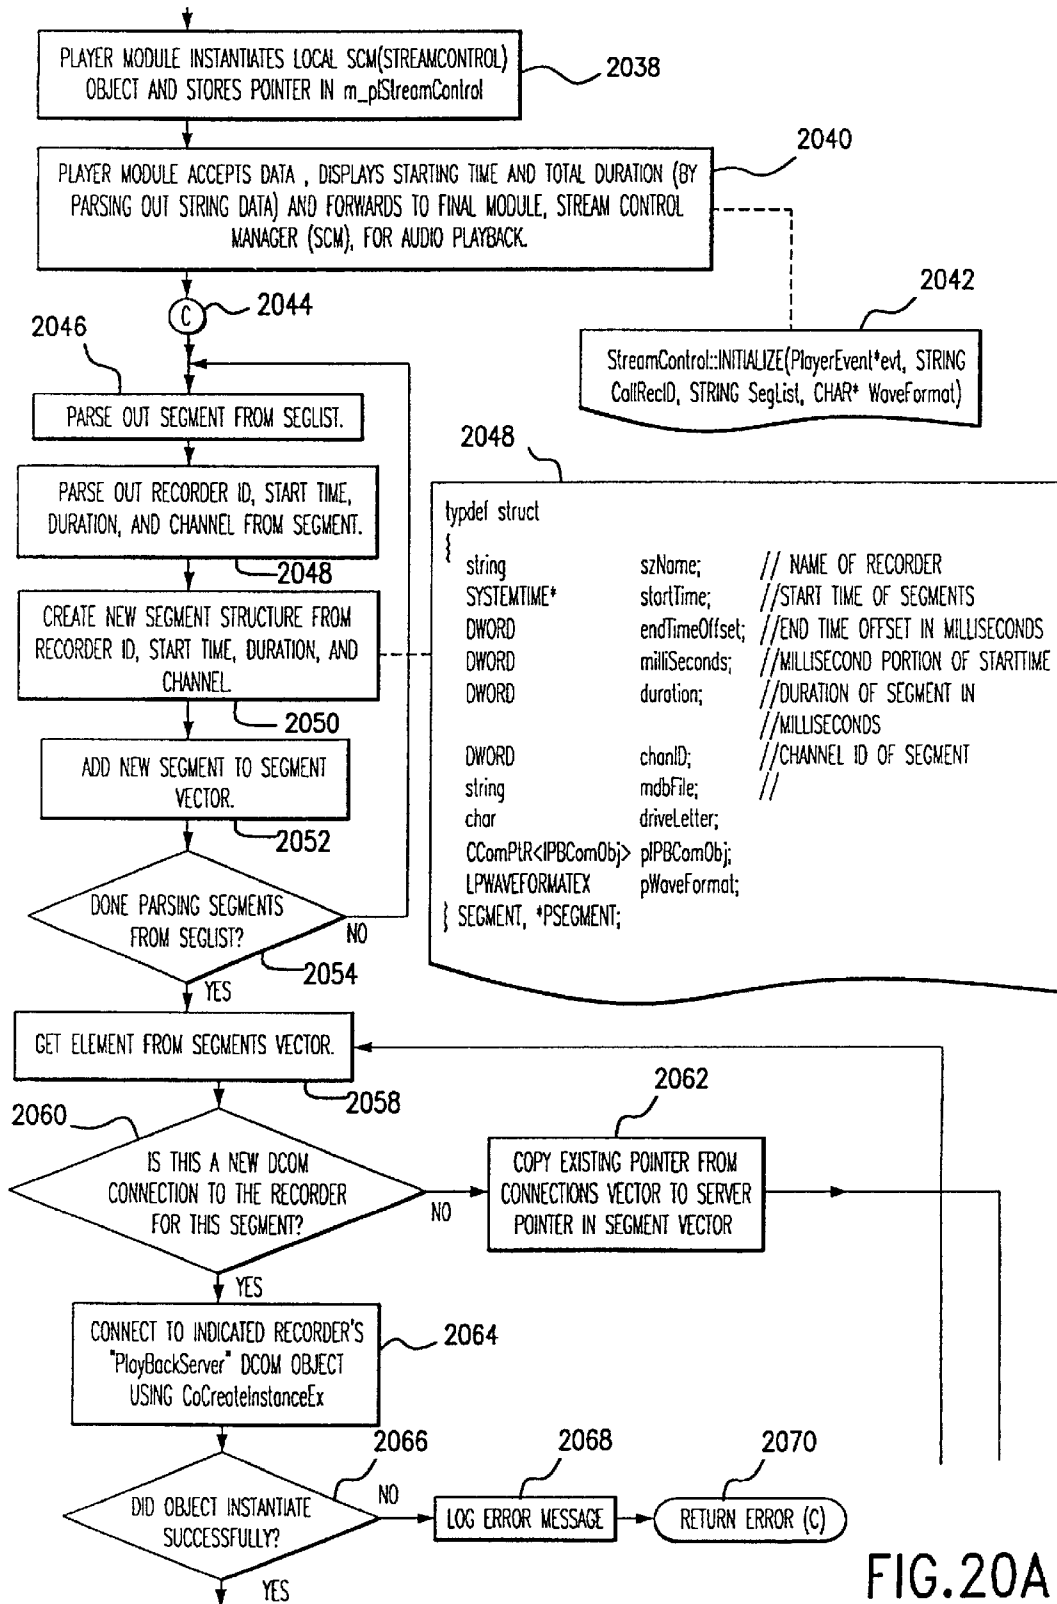 PLAYER MODULE INSTANTIATES LOCAL SCM(STREAMCONTROL)
OBJECT AND STORES POINTER IN m_plStreamControl
2038
2040
PLAYER MODULE ACCEPTS DATA , DISPLAYS STARTING TIME AND TOTAL DURATION (BY
PARSING OUT STRING DATA) AND FORWARDS TO FINAL MODULE, STREAM CONTROL
MANAGER (SCM), FOR AUDIO PLAYBACK.
C
2044
2042
StreamControl::INITIALIZE(PlayerEvent*evt, STRING
CallRecID, STRING SegList, CHAR* WaveFormat)
2046
PARSE OUT SEGMENT FROM SEGLIST.
PARSE OUT RECORDER ID, START TIME,
DURATION, AND CHANNEL FROM SEGMENT.
2048
CREATE NEW SEGMENT STRUCTURE FROM
RECORDER ID, START TIME, DURATION, AND
CHANNEL.
2050
ADD NEW SEGMENT TO SEGMENT
VECTOR.
2052
DONE PARSING SEGMENTS
FROM SEGLIST?
NO
2054
YES
2048
typdef struct
{
string szName; // NAME OF RECORDER
SYSTEMTIME* startTime; //START TIME OF SEGMENTS
DWORD endTimeOffset; //END TIME OFFSET IN MILLISECONDS
DWORD milliSeconds; //MILLISECOND PORTION OF STARTTIME
DWORD duration; //DURATION OF SEGMENT IN
//MILLISECONDS
DWORD chanID; //CHANNEL ID OF SEGMENT
string mdbFile; //
char driveLetter;
CComPtR<IPBComObj> pIPBComObj;
LPWAVEFORMATEX pWaveFormat;
} SEGMENT, *PSEGMENT;
GET ELEMENT FROM SEGMENTS VECTOR.
2058
2060
IS THIS A NEW DCOM
CONNECTION TO THE RECORDER
FOR THIS SEGMENT?
NO
YES
2062
COPY EXISTING POINTER FROM
CONNECTIONS VECTOR TO SERVER
POINTER IN SEGMENT VECTOR
CONNECT TO INDICATED RECORDER'S
"PlayBackServer" DCOM OBJECT
USING CoCreateInstanceEx
2064
2066
DID OBJECT INSTANTIATE
SUCCESSFULLY?
NO
YES
2068
LOG ERROR MESSAGE
2070
RETURN ERROR (C)
FIG.20A